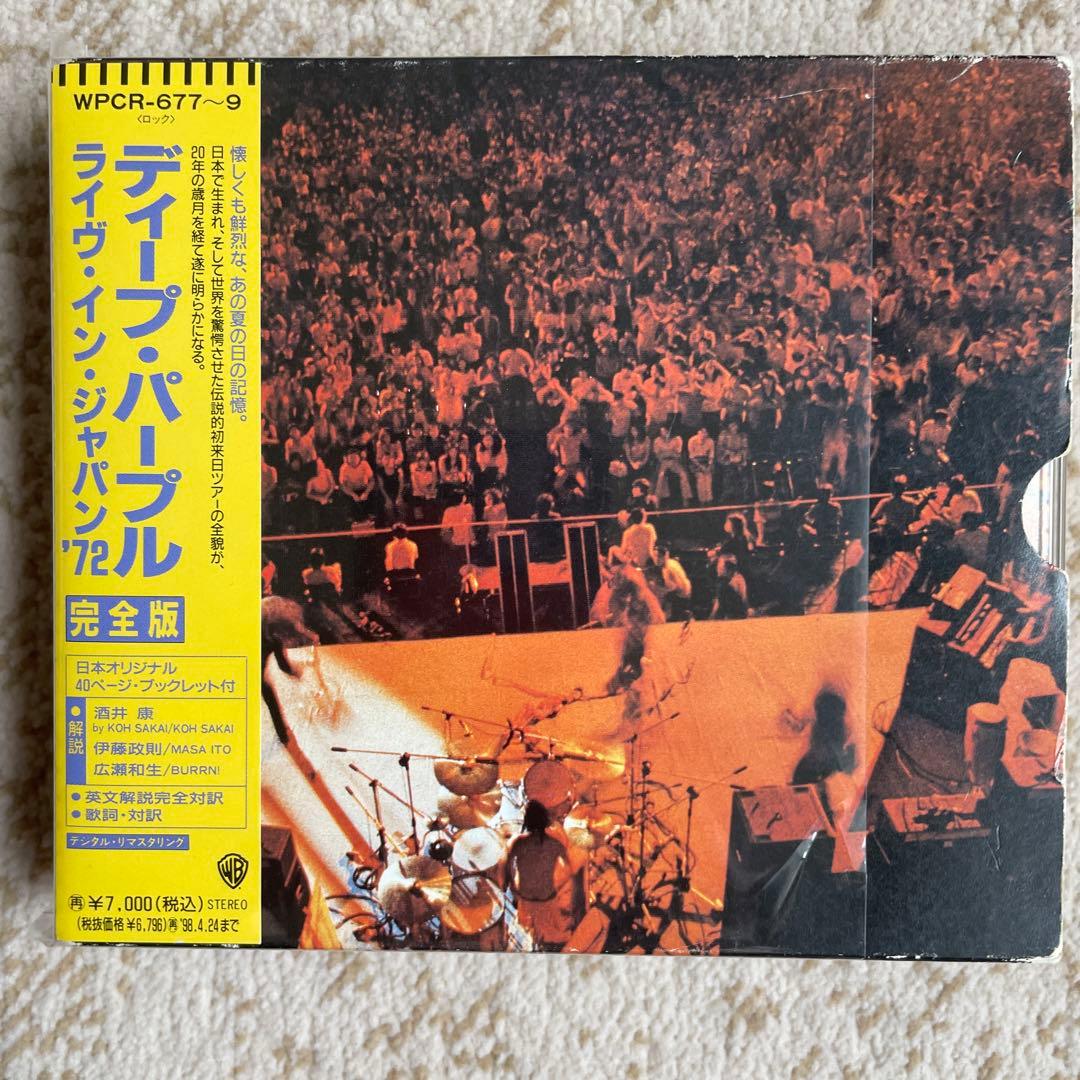 WPCR-677〜9
〈ロック〉
ディープ・パープル
ライヴ・イン・ジャパン'72
完全版
懐しくも鮮烈な、あの夏の日の記憶。
日本で生まれ、そして世界を驚愕させた伝説的初来日ツアーの全貌が、
20年の歳月を経て遂に明らかになる。
日本オリジナル
40ページ・ブックレット付
●解説
酒井 康
by KOH SAKAI/KOH SAKAI
伊藤政則/MASA ITO
広瀬和生/BURRN!
●英文解説完全対訳
●歌詞・対訳
デジタル・リマスタリング
WB
再¥7,000(税込)STEREO
(税抜価格¥6,796)再'98.4.24まで